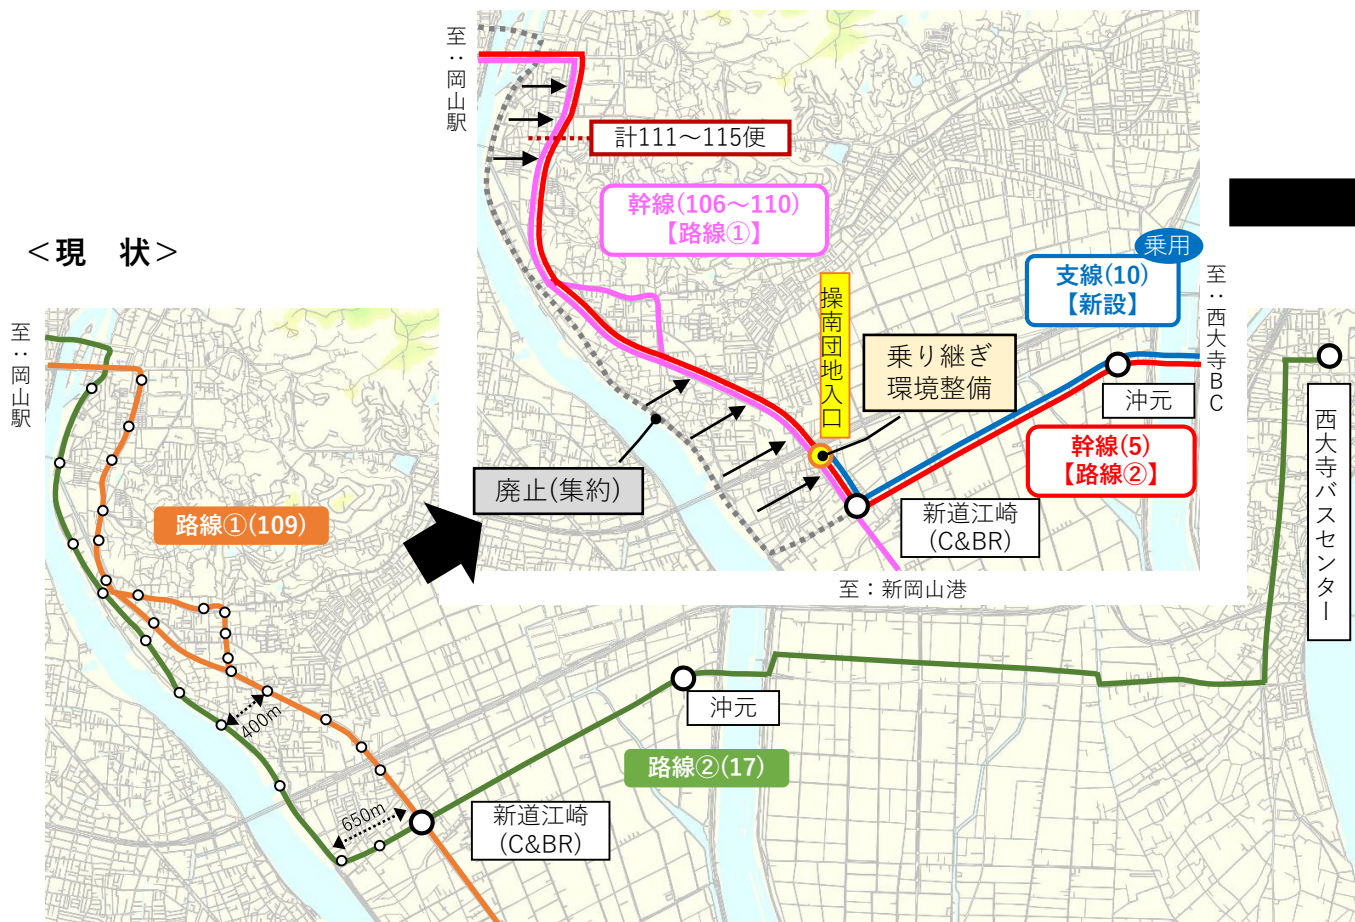 至：岡山駅
計111～115便
幹線(106～110)
【路線①】
＜現　状＞
乗用
支線(10)
【新設】
至：西大寺BC
操南団地入口
乗り継ぎ
環境整備
沖元
幹線(5)
【路線②】
廃止(集約)
新道江崎
(C&BR)
至：新岡山港
至：岡山駅
路線①(109)
西大寺バスセンター
400m
沖元
路線②(17)
650m
新道江崎
(C&BR)